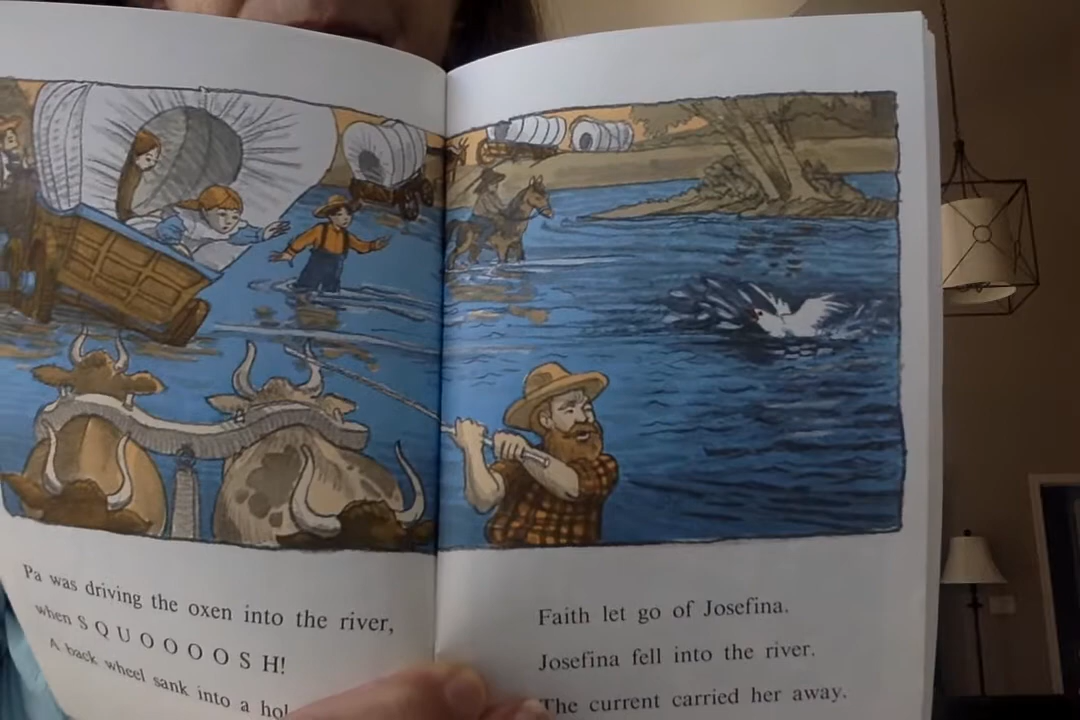 Pa was driving the oxen into the river,
when S Q U O O O O S H!
A back wheel sank into a
Faith let go of Josefina.
Josefina fell into the river.
The current carried her away.